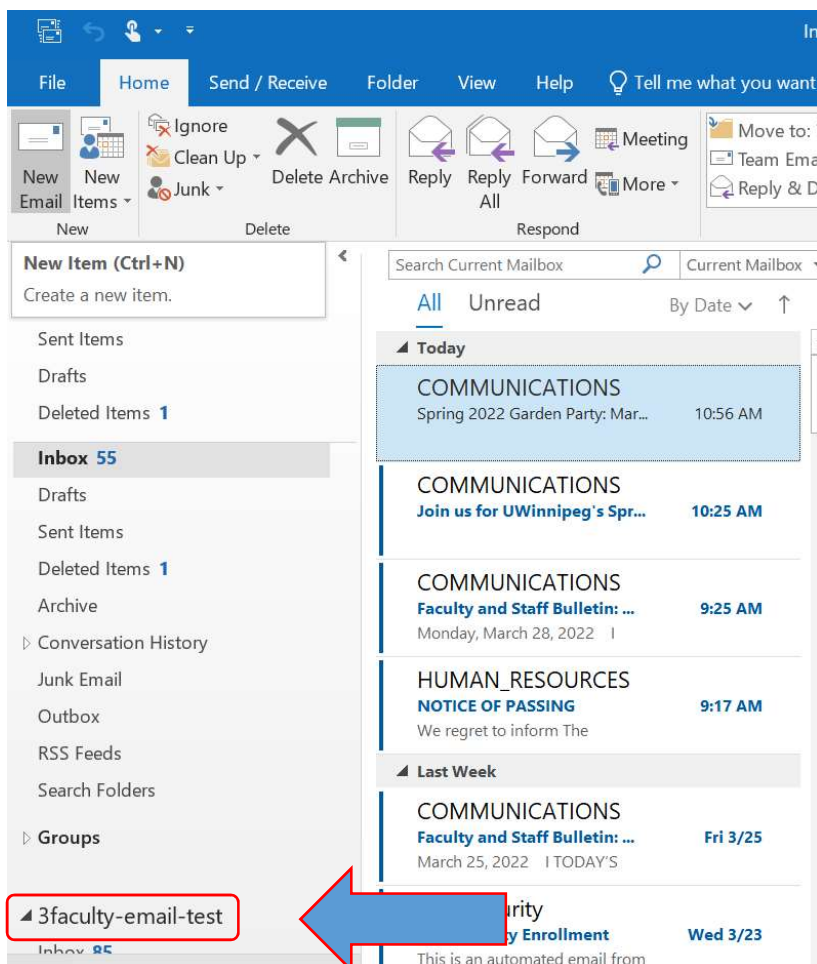 In
File Home Send / Receive Folder View Help Tell me what you want
New Email
New Items
Ignore
Clean Up
Junk
Delete
Archive
Reply
Reply All
Forward
Meeting
More
Move to:
Team Ema
Reply & D
New Delete Respond
New Item (Ctrl+N)
Create a new item.
Sent Items
Drafts
Deleted Items 1
Inbox 55
Drafts
Sent Items
Deleted Items 1
Archive
Conversation History
Junk Email
Outbox
RSS Feeds
Search Folders
Groups
3faculty-email-test
Inbox 85
Search Current Mailbox Current Mailbox
All Unread By Date
Today
COMMUNICATIONS
Spring 2022 Garden Party: Mar... 10:56 AM
COMMUNICATIONS
Join us for UWinnipeg's Spr... 10:25 AM
COMMUNICATIONS
Faculty and Staff Bulletin: ... 9:25 AM
Monday, March 28, 2022 I
HUMAN_RESOURCES
NOTICE OF PASSING 9:17 AM
We regret to inform The
Last Week
COMMUNICATIONS
Faculty and Staff Bulletin: ... Fri 3/25
March 25, 2022 I TODAY'S
rity
y Enrollment Wed 3/23
This is an automated email from